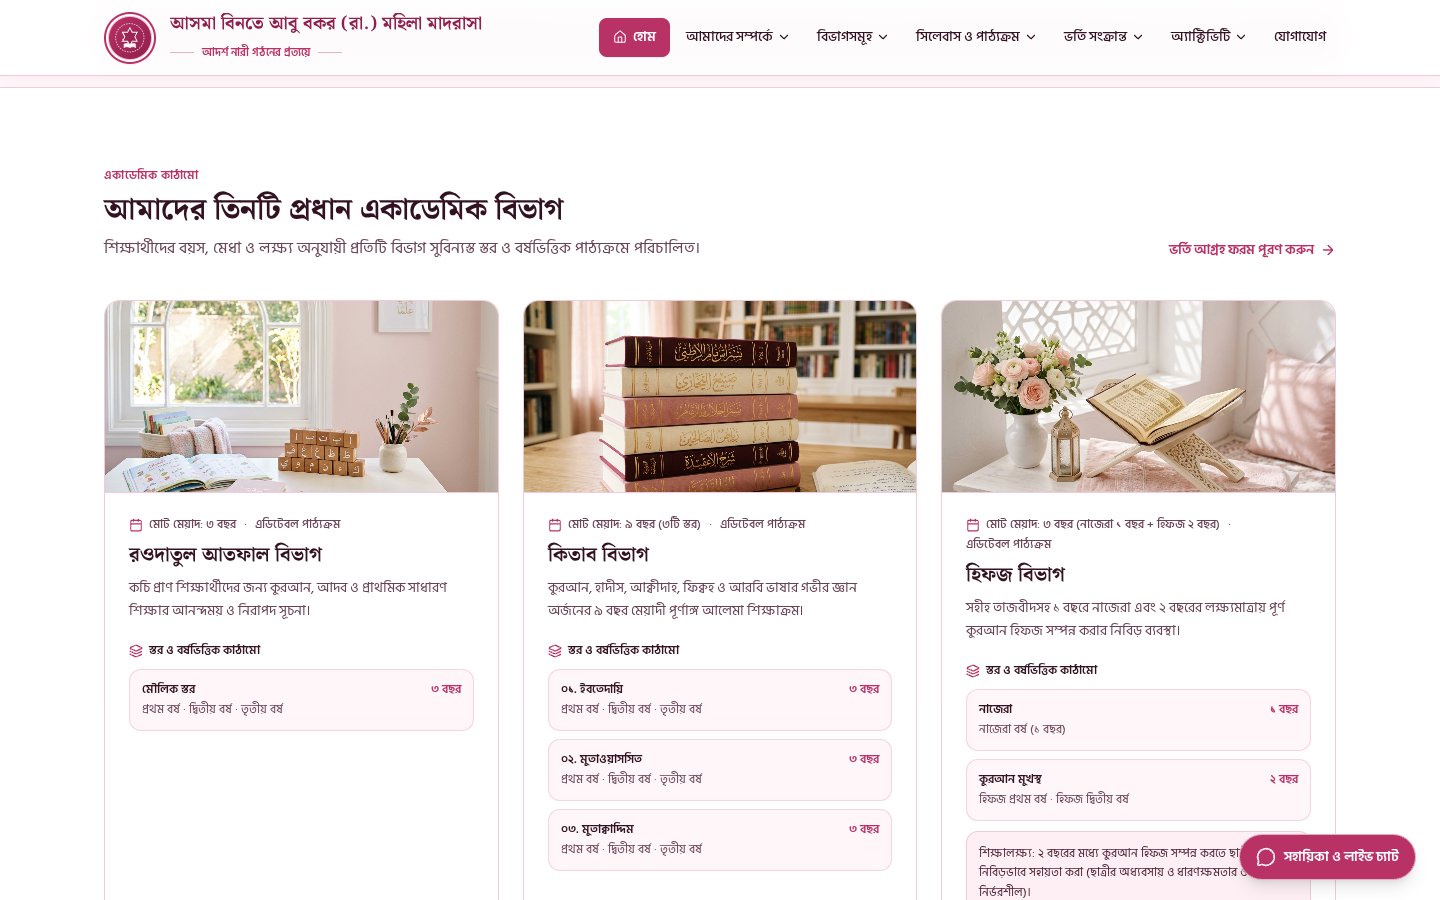 আসমা বিনতে আবু বকর (রা.) মহিলা মাদরাসা
আদর্শ নারী গঠনের প্রত্যয়ে
হোম
আমাদের সম্পর্কে
বিভাগসমূহ
সিলেবাস ও পাঠ্যক্রম
ভর্তি সংক্রান্ত
অ্যাক্টিভিটি
যোগাযোগ
একাডেমিক কাঠামো
আমাদের তিনটি প্রধান একাডেমিক বিভাগ
শিক্ষার্থীদের বয়স, মেধা ও লক্ষ্য অনুযায়ী প্রতিটি বিভাগ সুবিন্যস্ত স্তর ও বর্ষভিত্তিক পাঠ্যক্রমে পরিচালিত।
ভর্তি আগ্রহ ফরম পূরণ করুন →
মোট মেয়াদ: ৩ বছর · এডিটেবল পাঠ্যক্রম
রওদাতুল আতফাল বিভাগ
কচি প্রাণ শিক্ষার্থীদের জন্য কুরআন, আদব ও প্রাথমিক সাধারণ
শিক্ষার আনন্দময় ও নিরাপদ সূচনা।
স্তর ও বর্ষভিত্তিক কাঠামো
মৌলিক স্তর ৩ বছর
প্রথম বর্ষ · দ্বিতীয় বর্ষ · তৃতীয় বর্ষ
মোট মেয়াদ: ৯ বছর (৩টি স্তর) · এডিটেবল পাঠ্যক্রম
কিতাব বিভাগ
কুরআন, হাদীস, আক্বীদাহ, ফিক্বহ ও আরবি ভাষার গভীর জ্ঞান
অর্জনের ৯ বছর মেয়াদী পূর্ণাঙ্গ আলেমা শিক্ষাক্রম।
স্তর ও বর্ষভিত্তিক কাঠামো
০১. ইবতেদায়ি ৩ বছর
প্রথম বর্ষ · দ্বিতীয় বর্ষ · তৃতীয় বর্ষ
০২. মুতাওয়াসসিত ৩ বছর
প্রথম বর্ষ · দ্বিতীয় বর্ষ · তৃতীয় বর্ষ
০৩. মুতাক্বাদ্দিম ৩ বছর
প্রথম বর্ষ · দ্বিতীয় বর্ষ · তৃতীয় বর্ষ
মোট মেয়াদ: ৩ বছর (নাজেরা ১ বছর + হিফজ ২ বছর) ·
এডিটেবল পাঠ্যক্রম
হিফজ বিভাগ
সহীহ তাজবীদসহ ১ বছরে নাজেরা এবং ২ বছরের লক্ষ্যমাত্রায় পূর্ণ
কুরআন হিফজ সম্পন্ন করার নিবিড় ব্যবস্থা।
স্তর ও বর্ষভিত্তিক কাঠামো
নাজেরা ১ বছর
নাজেরা বর্ষ (১ বছর)
কুরআন মুখস্থ ২ বছর
হিফজ প্রথম বর্ষ · হিফজ দ্বিতীয় বর্ষ
শিক্ষালক্ষ্য: ২ বছরের মধ্যে কুরআন হিফজ সম্পন্ন করতে
নিবিড়ভাবে সহায়তা করা (ছাত্রীর অধ্যবসায় ও ধারণক্ষমতার
নির্ভরশীল)।
সহায়িকা ও লাইভ চ্যাট